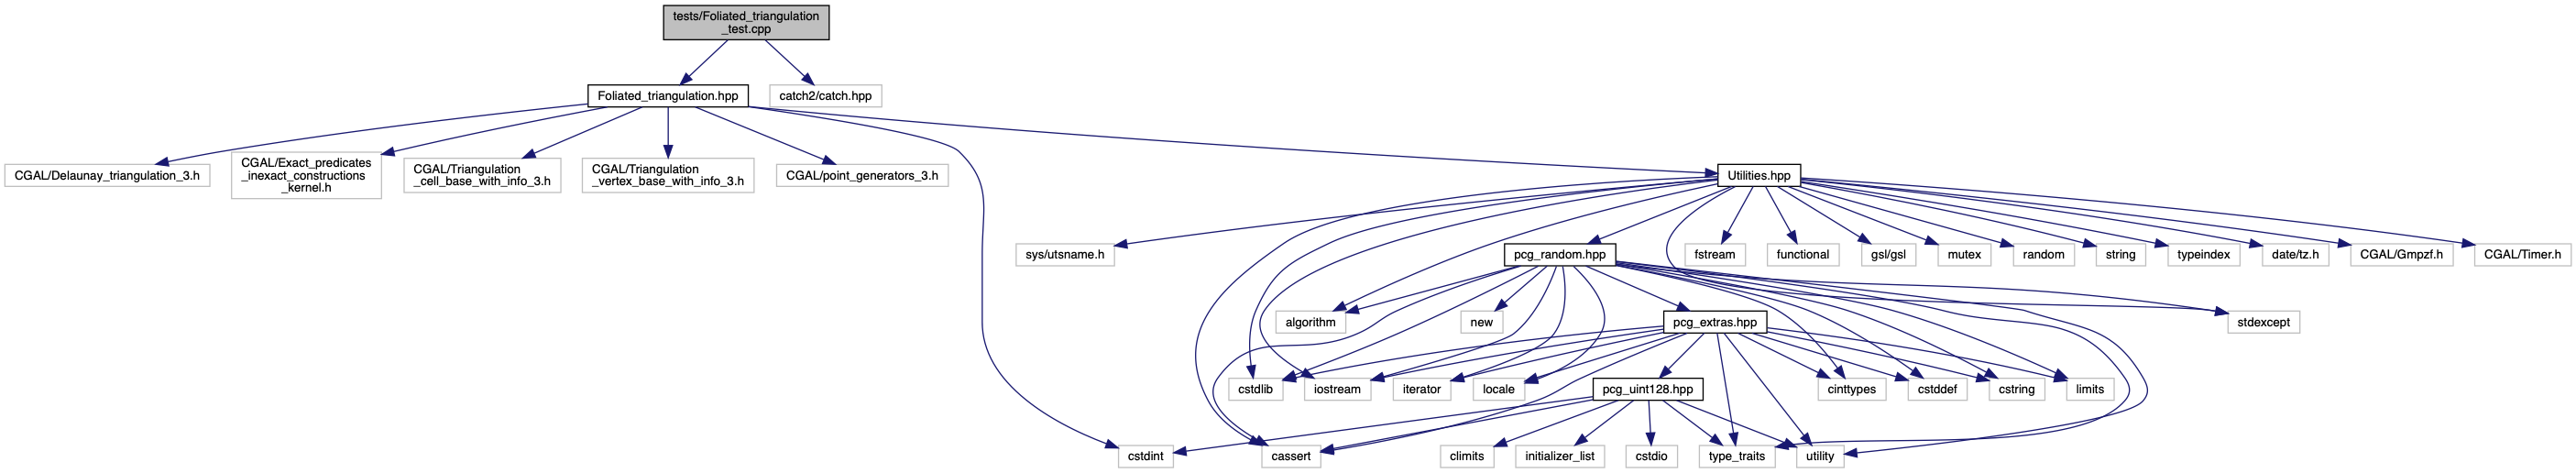 tests/Foliated_triangulation
_test.cpp
Foliated_triangulation.hpp
catch2/catch.hpp
CGAL/Delaunay_triangulation_3.h
CGAL/Exact_predicates
_inexact_constructions
_kernel.h
CGAL/Triangulation
_cell_base_with_info_3.h
CGAL/Triangulation
_vertex_base_with_info_3.h
CGAL/point_generators_3.h
Utilities.hpp
sys/utsname.h
pcg_random.hpp
fstream
functional
gsl/gsl
mutex
random
string
typeindex
date/tz.h
CGAL/Gmpzf.h
CGAL/Timer.h
algorithm
new
pcg_extras.hpp
stdexcept
cstdlib
iostream
iterator
locale
pcg_uint128.hpp
cinttypes
cstddef
cstring
limits
cstdint
cassert
climits
initializer_list
cstdio
type_traits
utility